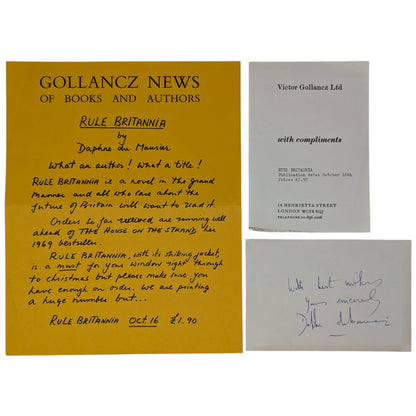 GOLLANCZ NEWS
OF BOOKS AND AUTHORS
RULE BRITANNIA
by
Daphne du Maurier
What an author! What a title!
RULE BRITANNIA is a novel in the grand
manner and all who care about the
future of Britain will want to read it.
Orders so far received are running well
ahead of THE HOUSE ON THE STRAND, her
1969 bestseller.
RULE BRITANNIA, with its striking jacket,
is a must for your window right through
to Christmas but please make sure you
have enough on order. We are printing
a huge number but...
RULE BRITANNIA OCT. 16 £1.90
Victor Gollancz Ltd
with compliments
RULE BRITANNIA
Publication date: October 16th
Price: £1.90
14 HENRIETTA STREET
LONDON WC2E 8QJ
TELEPHONE 01-836 2006
With best wishes
Yours sincerely
Daphne du Maurier